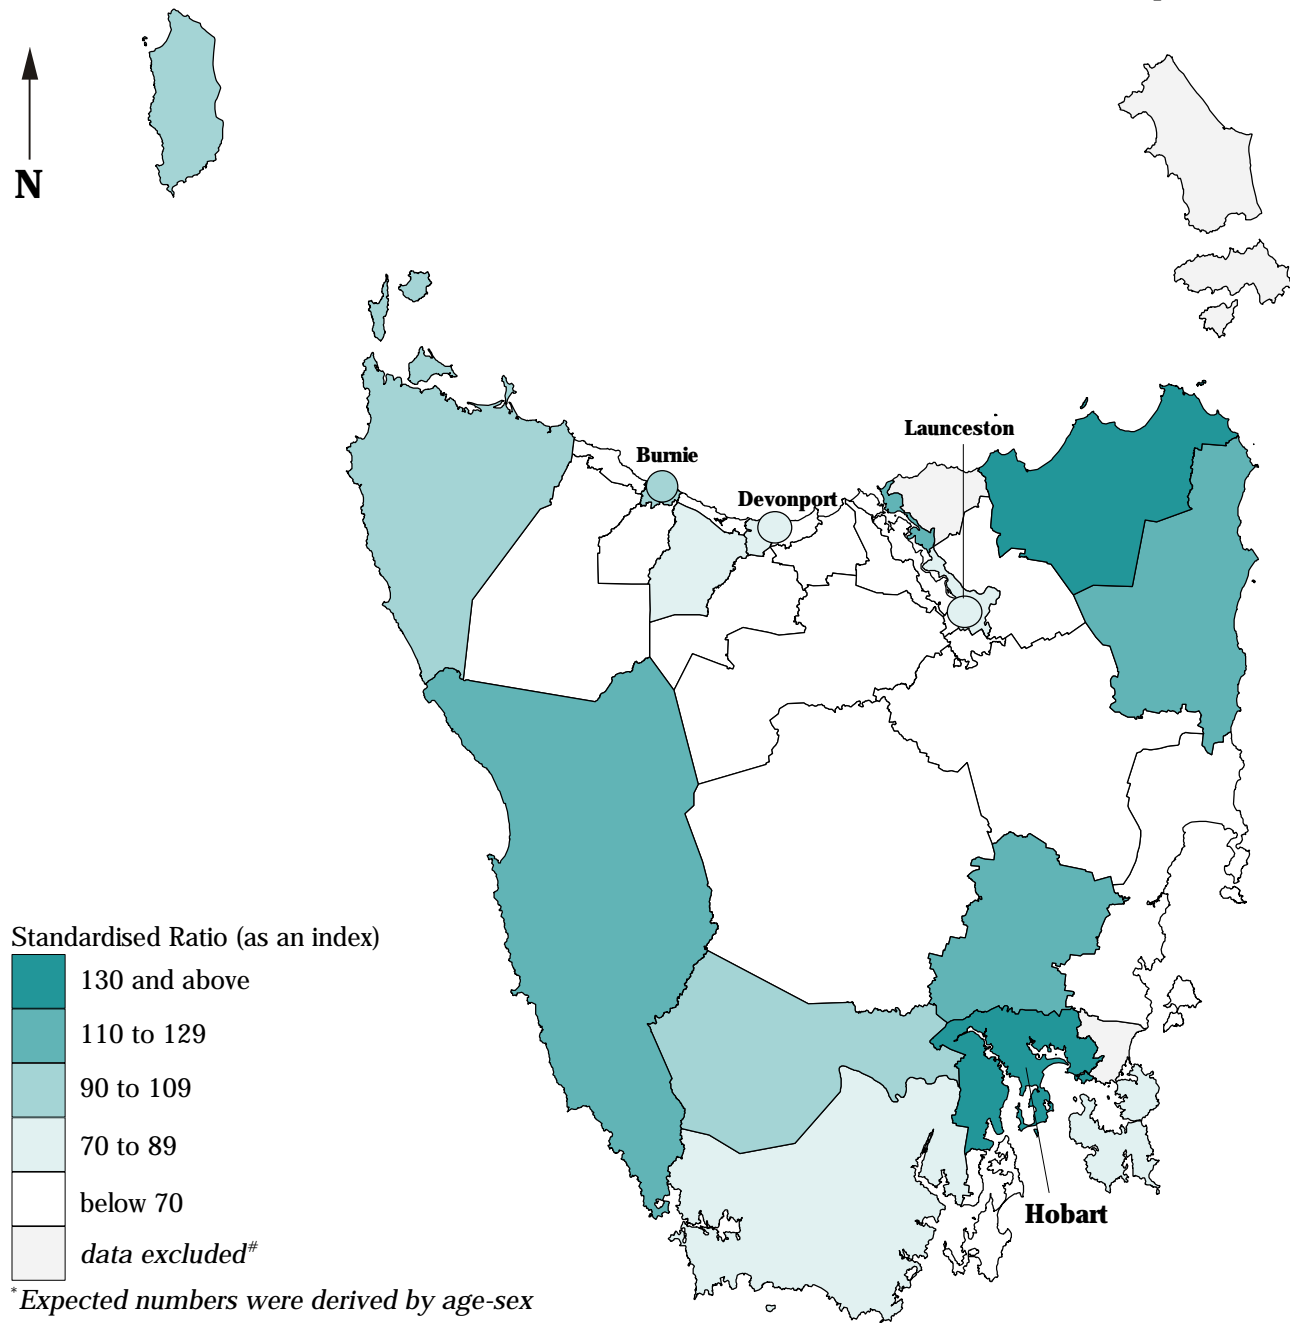 N
Launceston
Burnie
Devonport
Standardised Ratio (as an index)
130 and above
110 to 129
90 to 109
70 to 89
below 70
data excluded#
Hobart
*Expected numbers were derived by age-sex